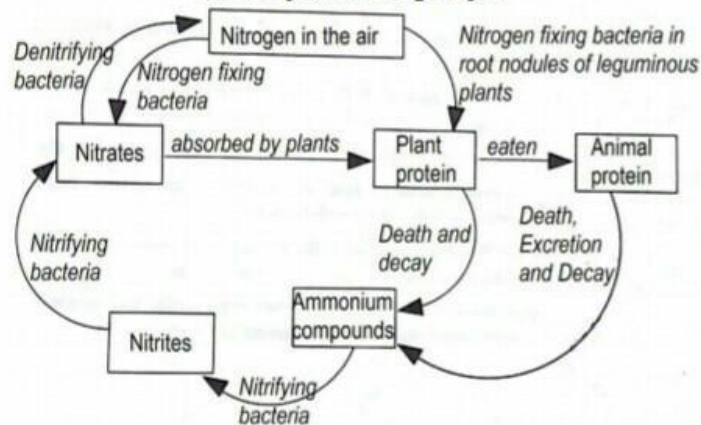 Nitrogen in the air
Denitrifying
bacteria
Nitrogen fixing
bacteria
Nitrogen fixing bacteria in
root nodules of leguminous
plants
Nitrates
absorbed by plants
Plant
protein
eaten
Animal
protein
Nitrifying
bacteria
Death and
decay
Death,
Excretion
and Decay
Ammonium
compounds
Nitrites
Nitrifying
bacteria